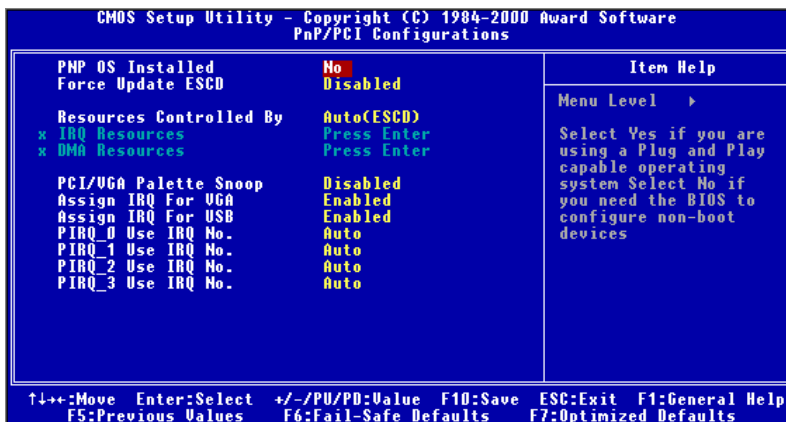 CMOS Setup Utility – Copyright (C) 1984-2000 Award Software
PnP/PCI Configurations
PNP OS Installed No
Force Update ESCD Disabled
Resources Controlled By Auto(ESCD)
x IRQ Resources Press Enter
x DMA Resources Press Enter
PCI/VGA Palette Snoop Disabled
Assign IRQ For VGA Enabled
Assign IRQ For USB Enabled
PIRQ_0 Use IRQ No. Auto
PIRQ_1 Use IRQ No. Auto
PIRQ_2 Use IRQ No. Auto
PIRQ_3 Use IRQ No. Auto
Item Help
Menu Level ▸
Select Yes if you are
using a Plug and Play
capable operating
system Select No if
you need the BIOS to
configure non-boot
devices
↑↓→←:Move Enter:Select +/-/PU/PD:Value F10:Save ESC:Exit F1:General Help
F5:Previous Values F6:Fail-Safe Defaults F7:Optimized Defaults